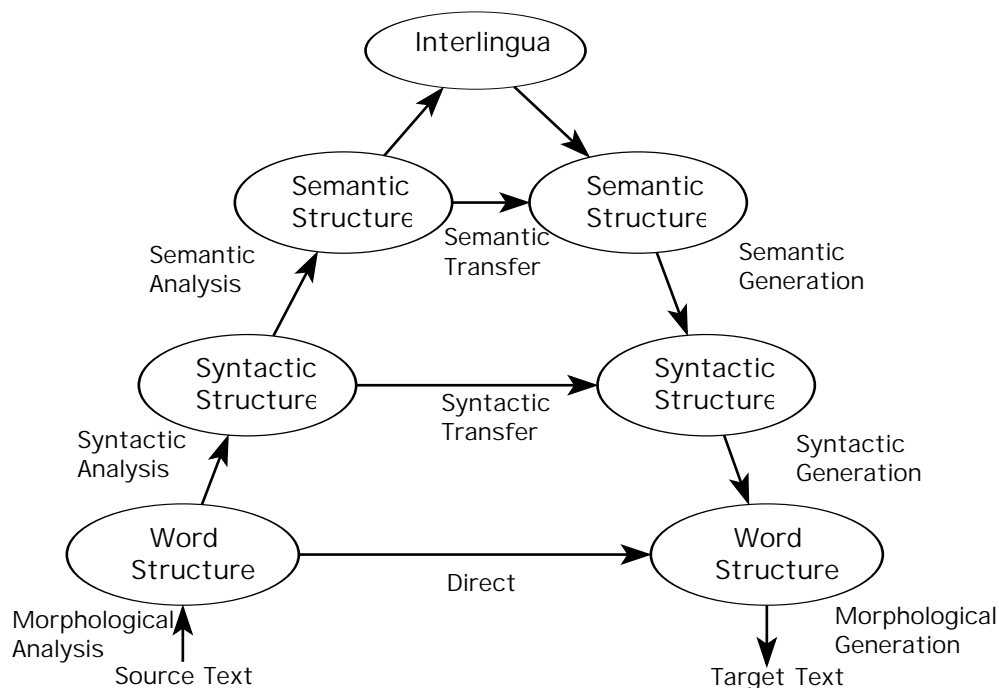 Interlingua
Semantic
Structure
Semantic
Structure
Semantic
Transfer
Semantic
Analysis
Semantic
Generation
Syntactic
Structure
Syntactic
Structure
Syntactic
Transfer
Syntactic
Analysis
Syntactic
Generation
Word
Structure
Word
Structure
Direct
Morphological
Analysis
Morphological
Generation
Source Text
Target Text